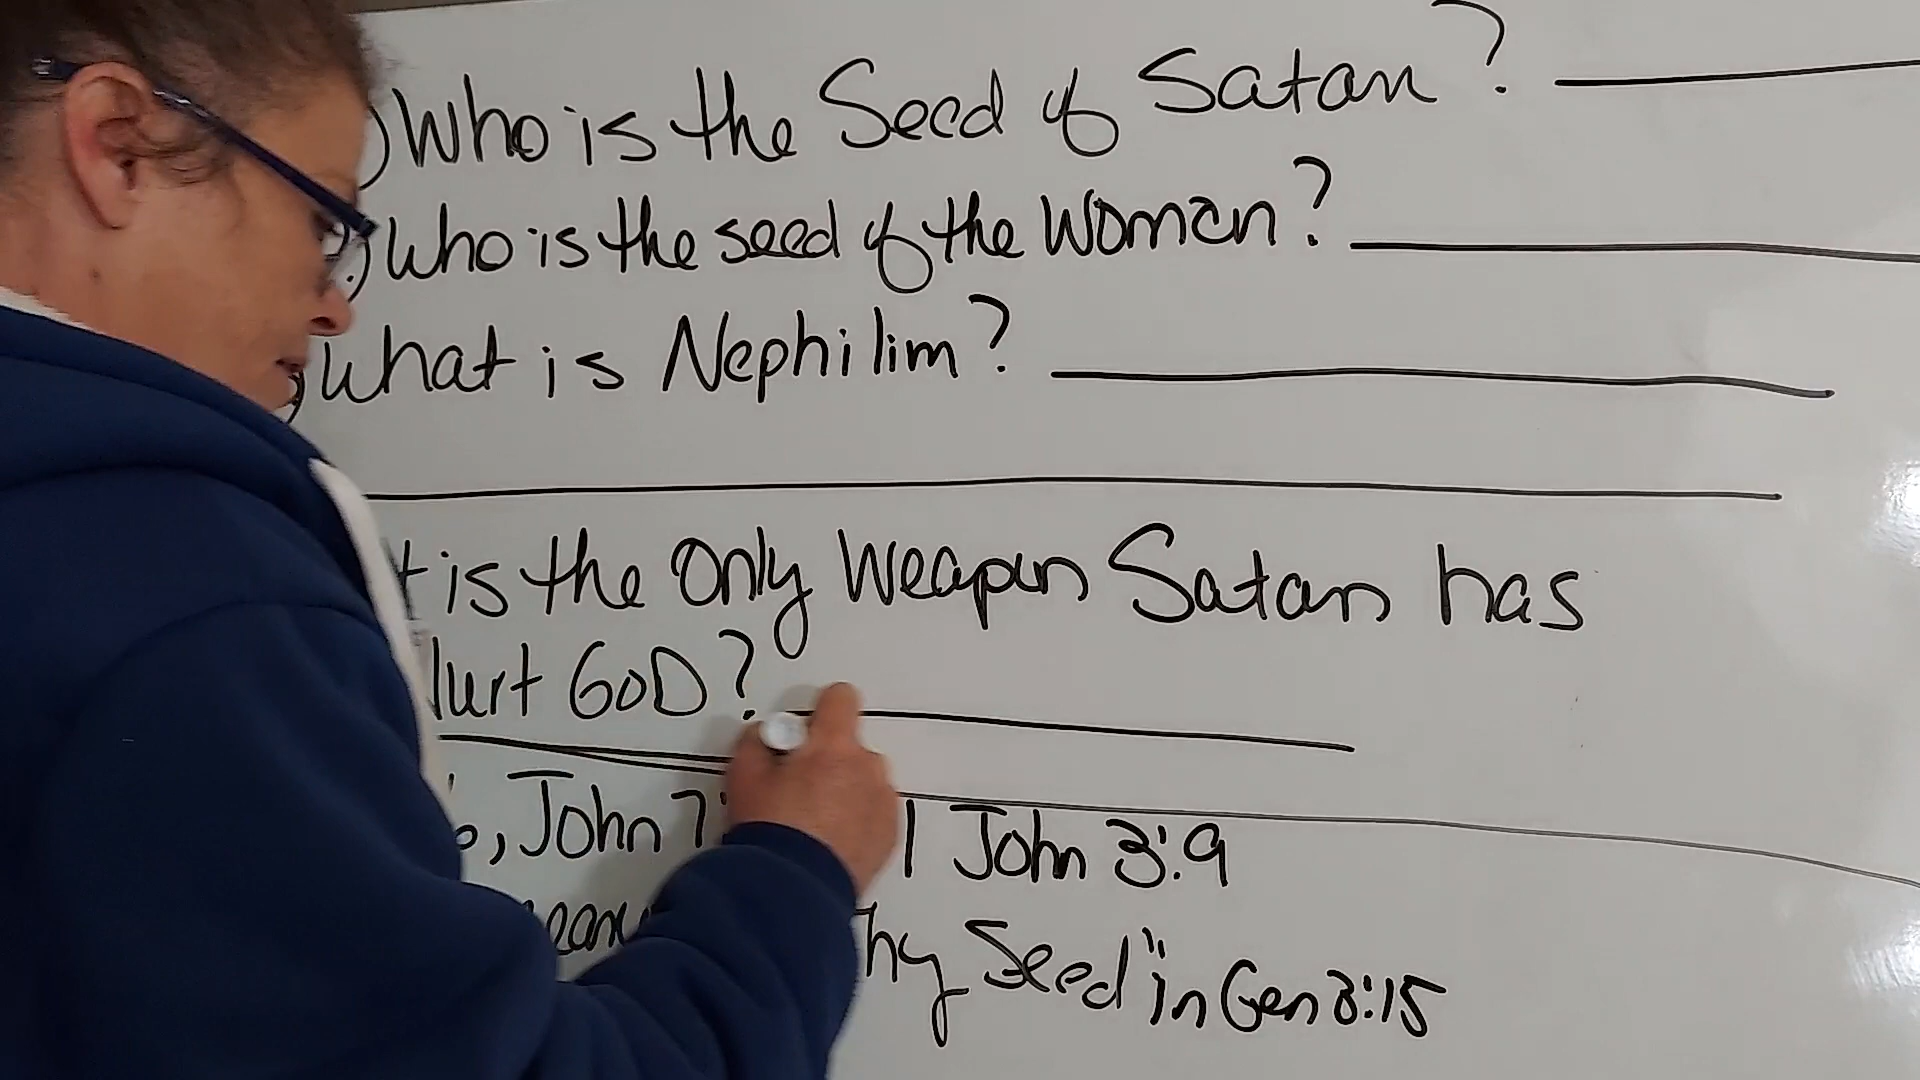 ) Who is the Seed of Satan?
) Who is the seed of the Woman?
) What is Nephilim?
is the Only Weapon Satan has
Hurt GOD?
, John 7 1 John 3:9
hy Seed" in Gen 3:15